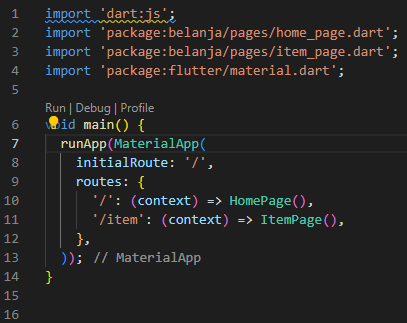 1 import 'dart:js';
2 import 'package:belanja/pages/home_page.dart';
3 import 'package:belanja/pages/item_page.dart';
4 import 'package:flutter/material.dart';
5
Run | Debug | Profile
6 void main() {
7   runApp(MaterialApp(
8     initialRoute: '/',
9     routes: {
10       '/': (context) => HomePage(),
11       '/item': (context) => ItemPage(),
12     },
13   )); // MaterialApp
14 }
15
16